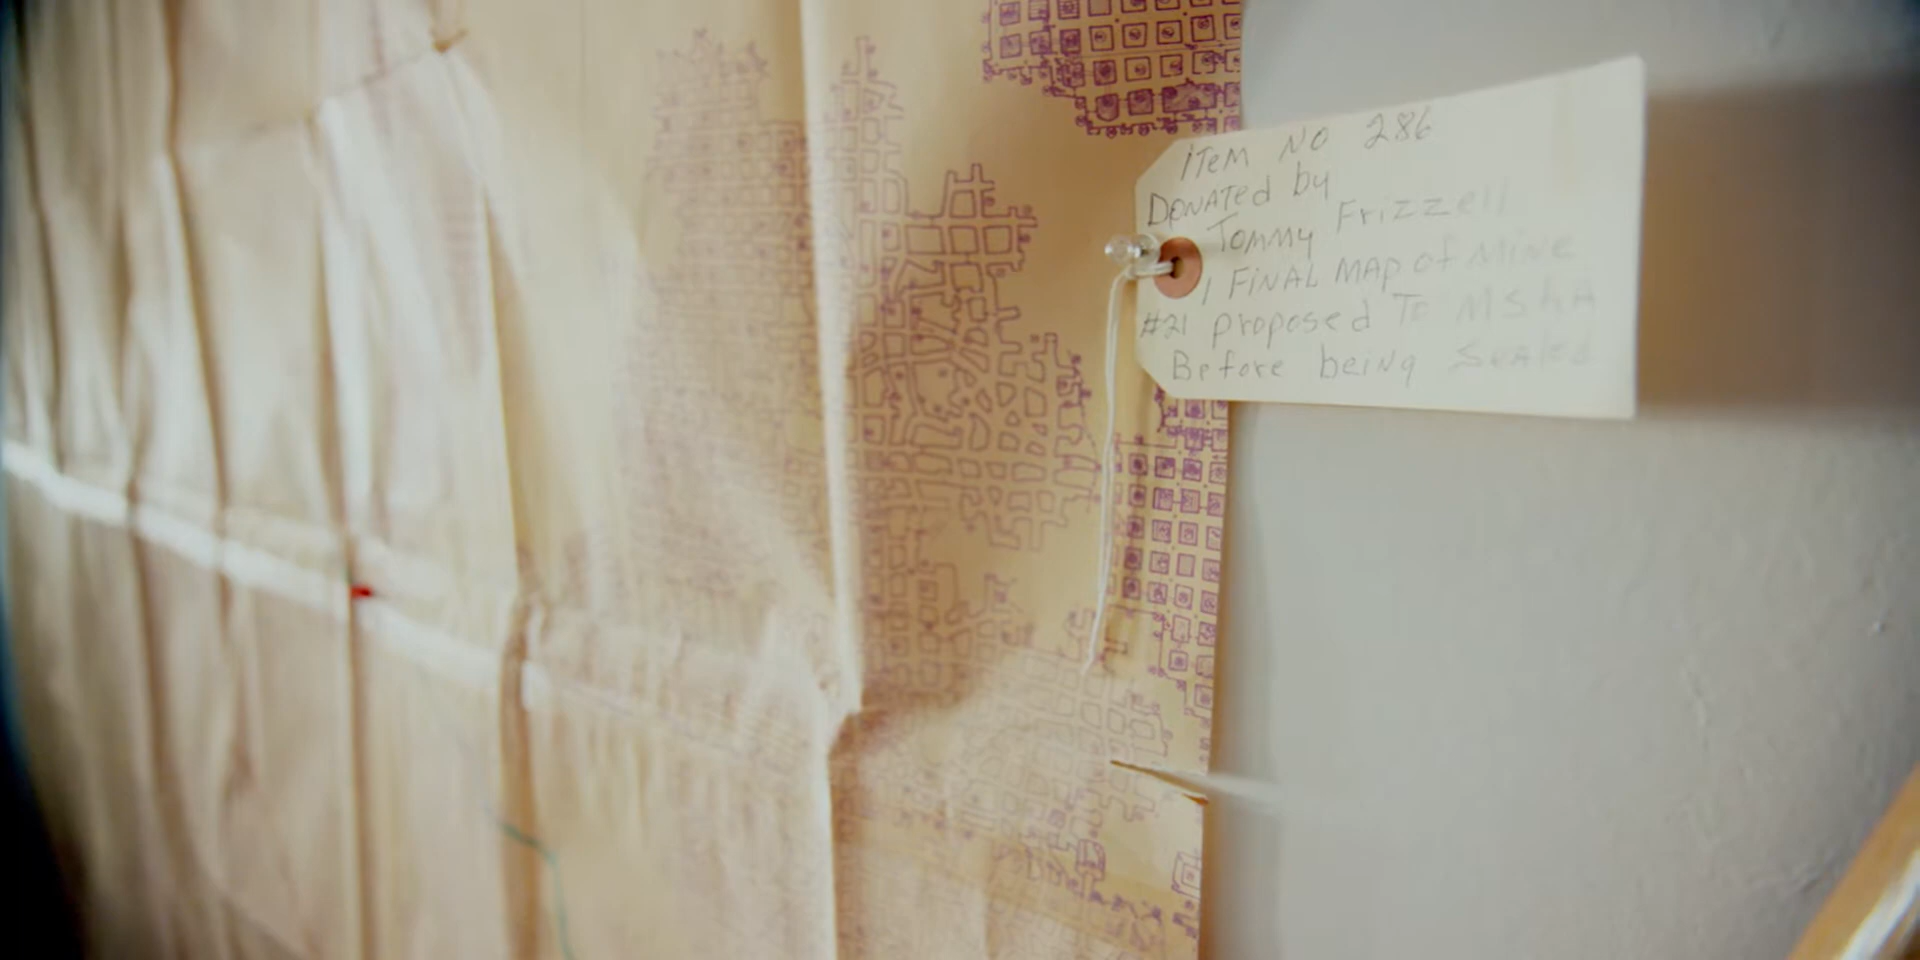 iTeM NO 286
DONATed by
Tommy Frizzell
1 FiNAL MAP of Mine
#21 proposed To MShA
Before being Sealed